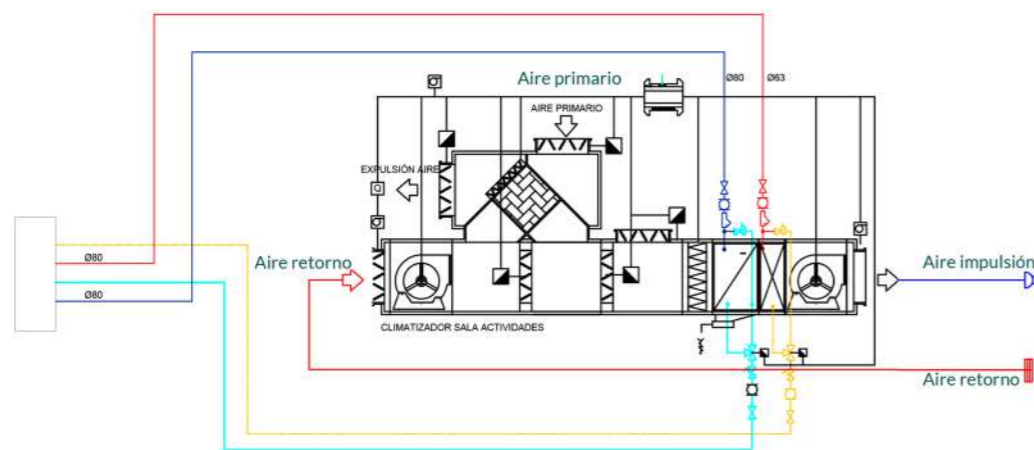 Aire primario
Ø80
Ø63
AIRE PRIMARIO
EXPULSIÓN AIRE
Ø80
Aire retorno
Aire impulsión
Ø80
CLIMATIZADOR SALA ACTIVIDADES
Aire retorno